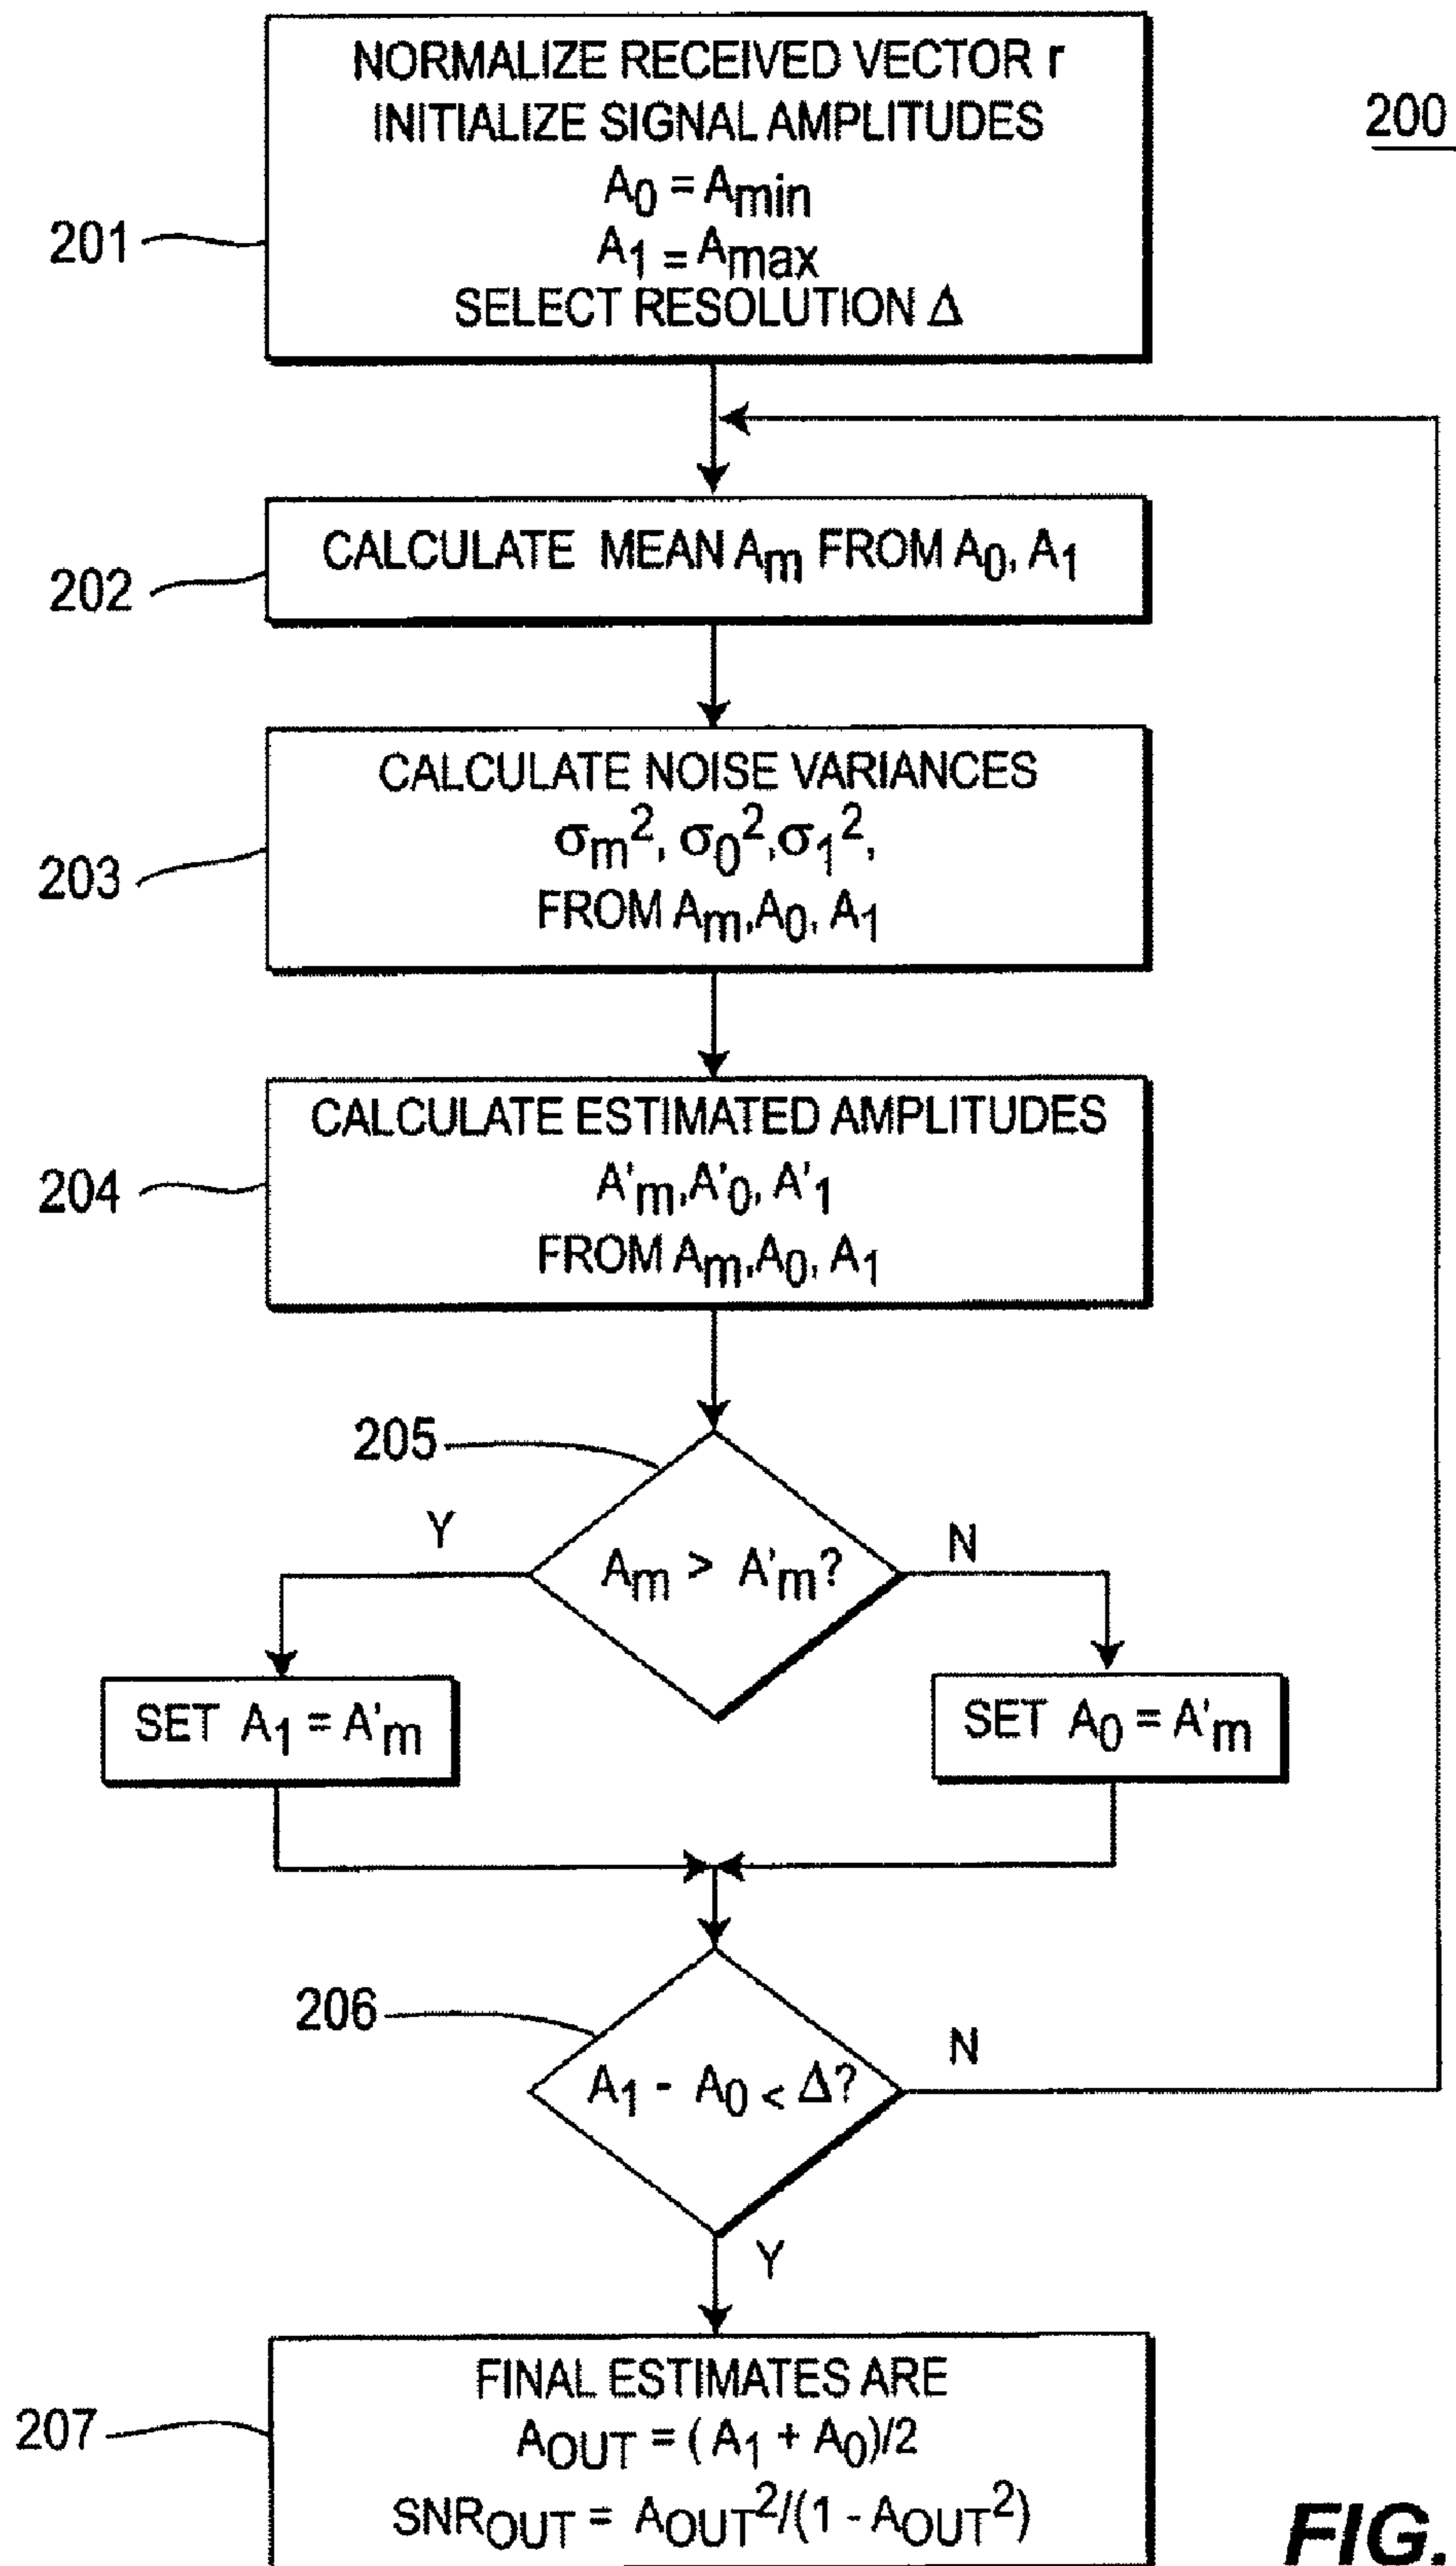 NORMALIZE RECEIVED VECTOR r
INITIALIZE SIGNAL AMPLITUDES
A₀ = Amin
A₁ = Amax
SELECT RESOLUTION Δ
200
201
CALCULATE MEAN Am FROM A₀, A₁
202
CALCULATE NOISE VARIANCES
σm², σ₀², σ₁²,
FROM Am, A₀, A₁
203
CALCULATE ESTIMATED AMPLITUDES
A'm, A'₀, A'₁
FROM Am, A₀, A₁
204
205
Y
Am > A'm?
N
SET A₁ = A'm
SET A₀ = A'm
206
A₁ - A₀ < Δ?
N
Y
FINAL ESTIMATES ARE
AOUT = (A₁ + A₀)/2
SNROUT = AOUT²/(1 - AOUT²)
207
FIG.